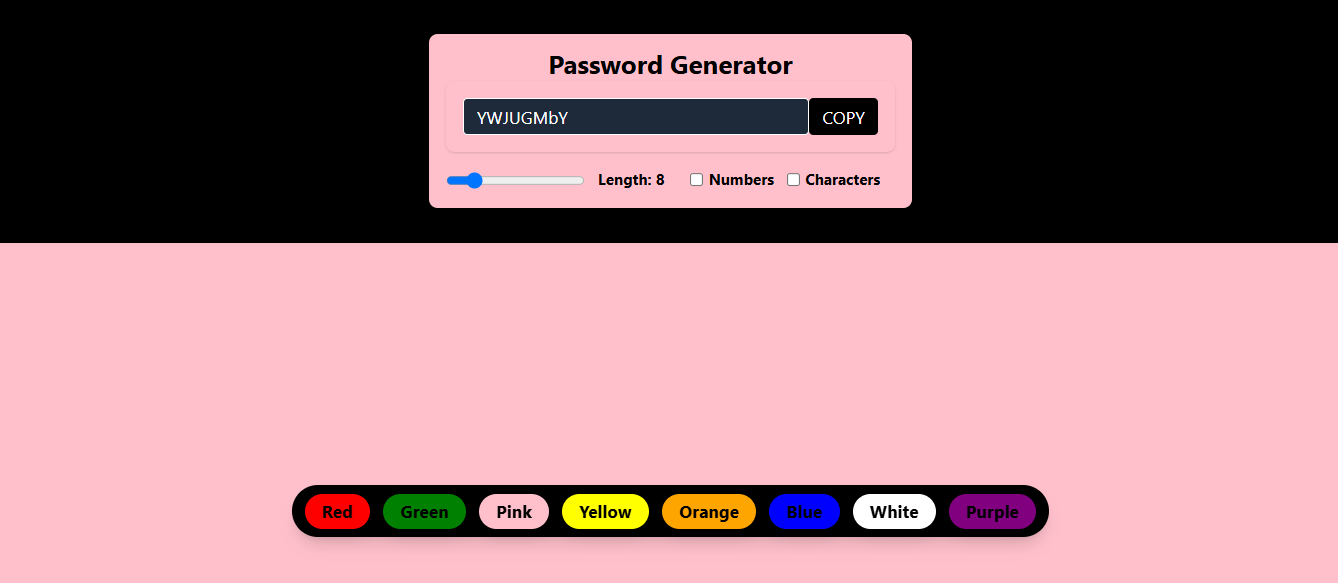 Password Generator
YWJUGMbY COPY
Length: 8 Numbers Characters
Red Green Pink Yellow Orange Blue White Purple